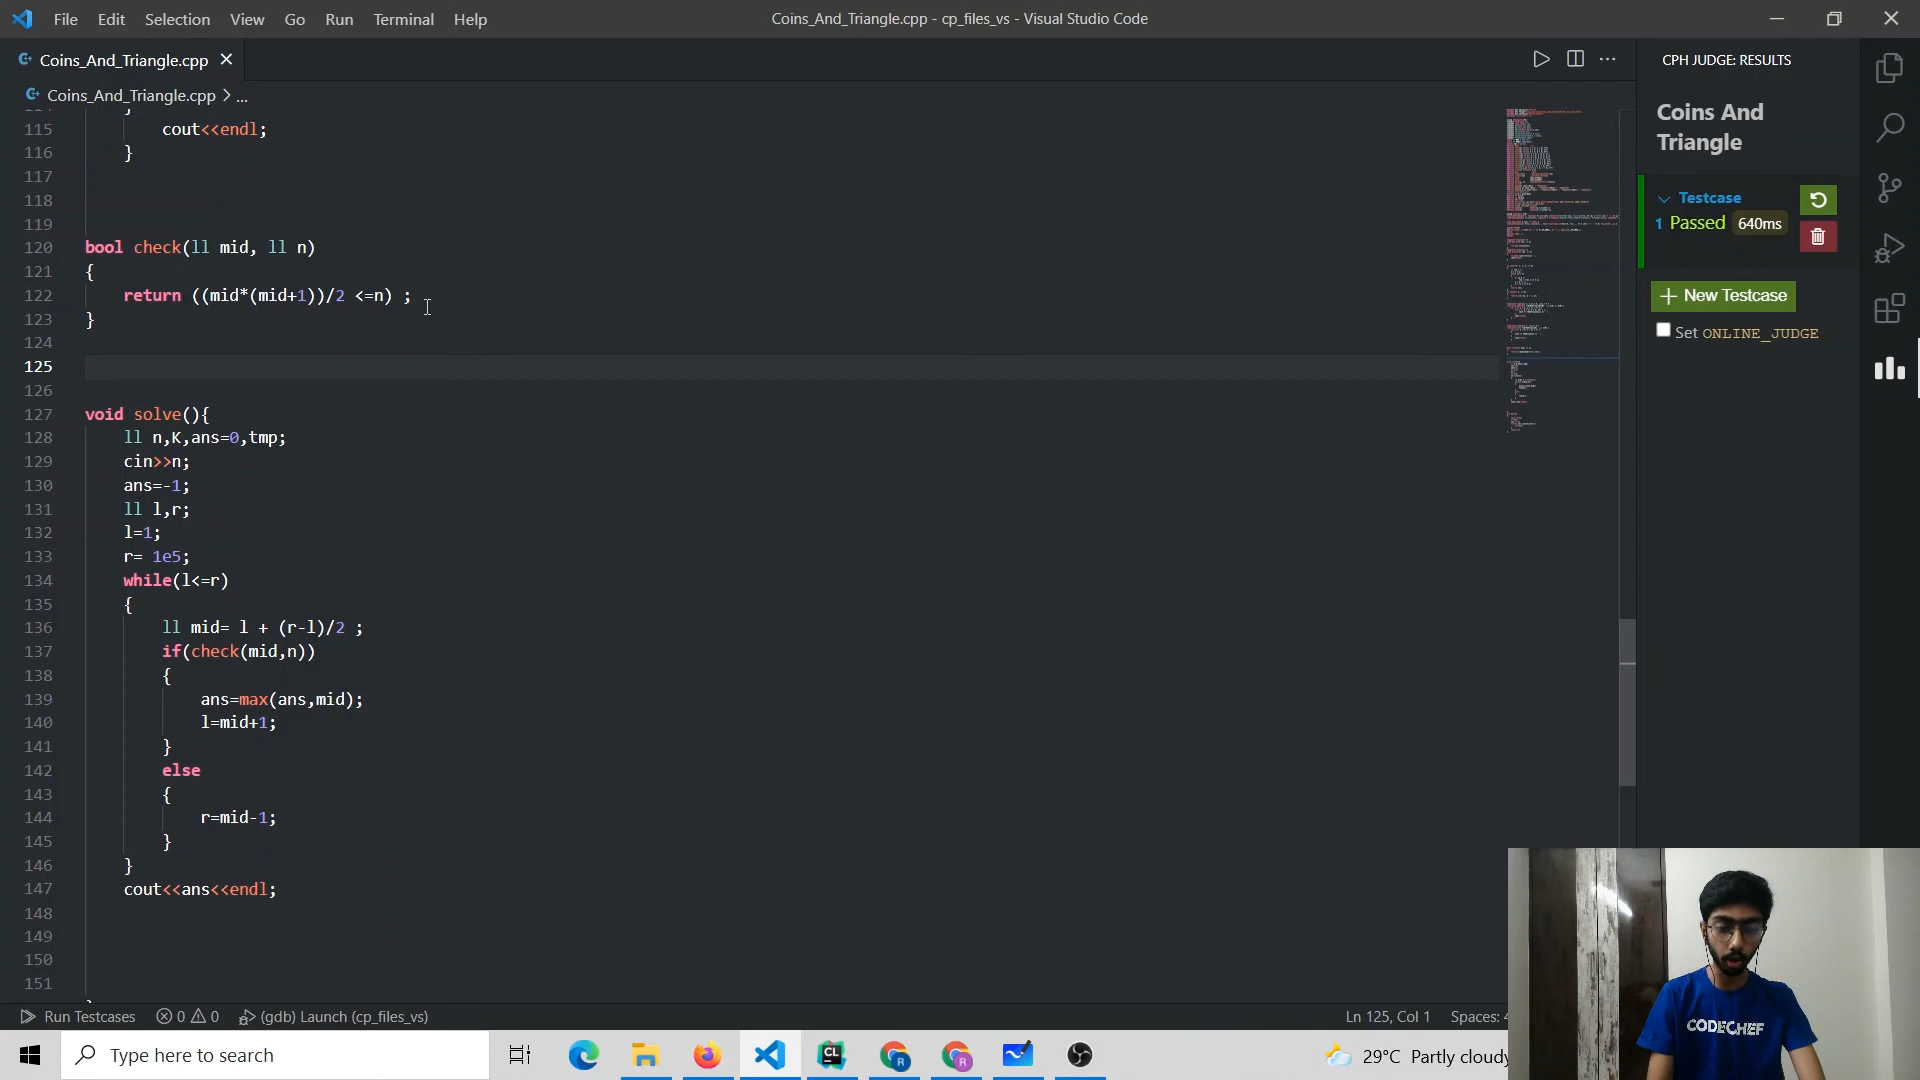 File Edit Selection View Go Run Terminal Help
Coins_And_Triangle.cpp - cp_files_vs - Visual Studio Code
Coins_And_Triangle.cpp
Coins_And_Triangle.cpp > ...
115 cout<<endl;
116 }
117
118
119
120 bool check(ll mid, ll n)
121 {
122 return ((mid*(mid+1))/2 <=n) ;
123 }
124
125
126
127 void solve(){
128 ll n,K,ans=0,tmp;
129 cin>>n;
130 ans=-1;
131 ll l,r;
132 l=1;
133 r= 1e5;
134 while(l<=r)
135 {
136 ll mid= l + (r-l)/2 ;
137 if(check(mid,n))
138 {
139 ans=max(ans,mid);
140 l=mid+1;
141 }
142 else
143 {
144 r=mid-1;
145 }
146 }
147 cout<<ans<<endl;
148
149
150
151
CPH JUDGE: RESULTS
Coins And
Triangle
Testcase
1 Passed 640ms
+ New Testcase
Set ONLINE_JUDGE
CODECHEF
Run Testcases 0 0 (gdb) Launch (cp_files_vs)
Ln 125, Col 1 Spaces:
Type here to search
CL
R
R
29°C Partly cloudy